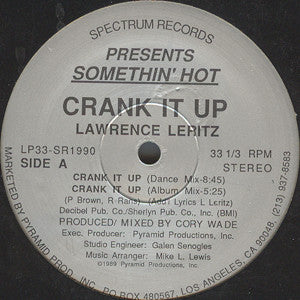 SPECTRUM RECORDS
PRESENTS
SOMETHIN' HOT
CRANK IT UP
LAWRENCE LERITZ
LP33-SR1990
33 1/3 RPM
SIDE A
STEREO
CRANK IT UP (Dance Mix-8:45)
CRANK IT UP (Album Mix-5:25)
(P Brown, R Rans) (Add'l Lyrics L Leritz)
Decibel Pub. Co/Sherlyn Pub. Co., Inc. (BMI)
PRODUCED/ MIXED BY CORY WADE
Exec. Producer: Pyramid Productions, Inc.
Studio Engineer: Galen Senogles
Music Arranger: Mike L. Lewis
©1989 Pyramid Productions, Inc.
MARKETED BY PYRAMID PROD., INC. PO BOX 480567, LOS ANGELES, CA 90048, (213) 937-8583